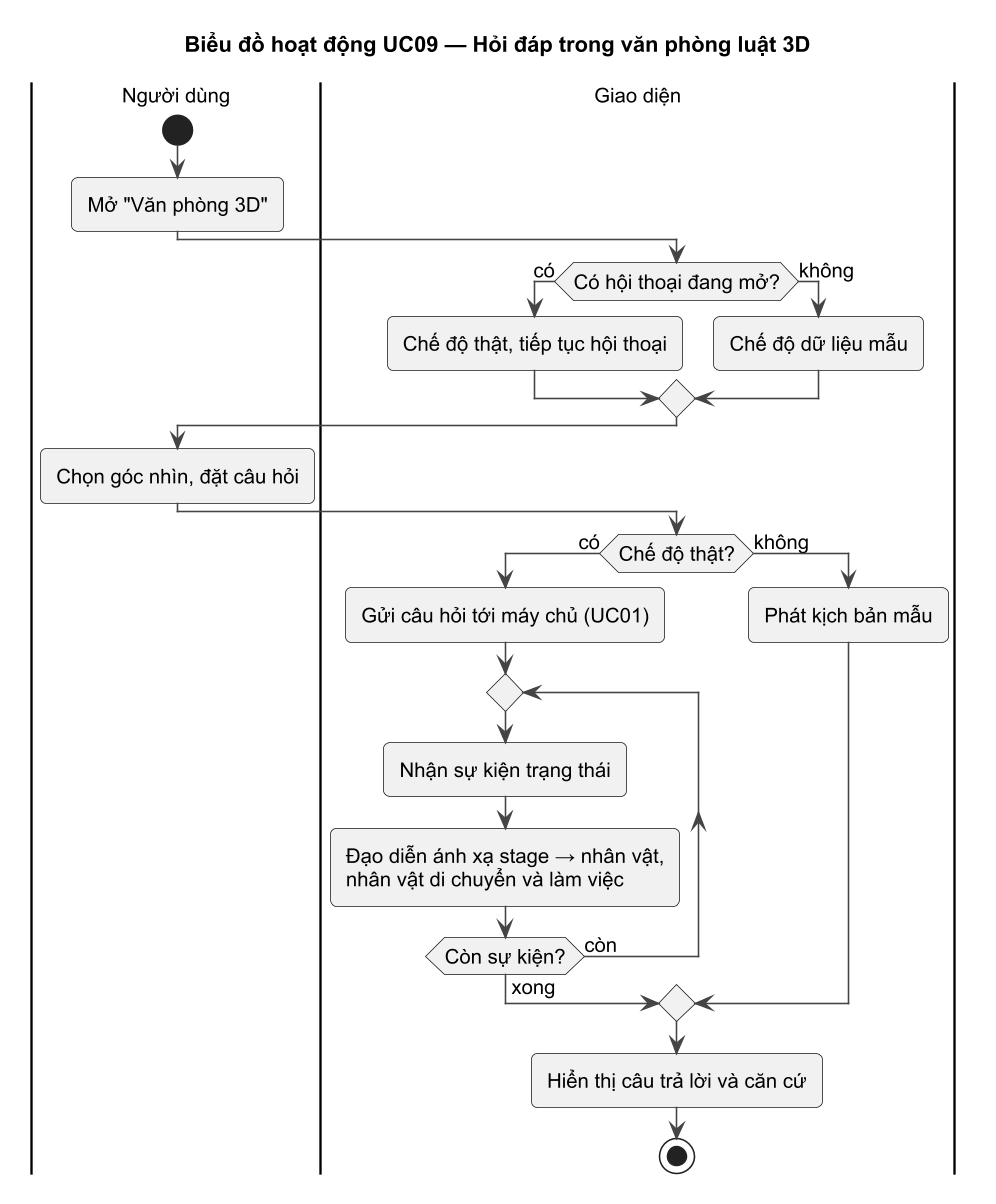 Biểu đồ hoạt động UC09 — Hỏi đáp trong văn phòng luật 3D
Người dùng
Giao diện
Mở "Văn phòng 3D"
có
Có hội thoại đang mở?
không
Chế độ thật, tiếp tục hội thoại
Chế độ dữ liệu mẫu
Chọn góc nhìn, đặt câu hỏi
có
Chế độ thật?
không
Gửi câu hỏi tới máy chủ (UC01)
Phát kịch bản mẫu
Nhận sự kiện trạng thái
Đạo diễn ánh xạ stage → nhân vật,
nhân vật di chuyển và làm việc
Còn sự kiện?
còn
xong
Hiển thị câu trả lời và căn cứ